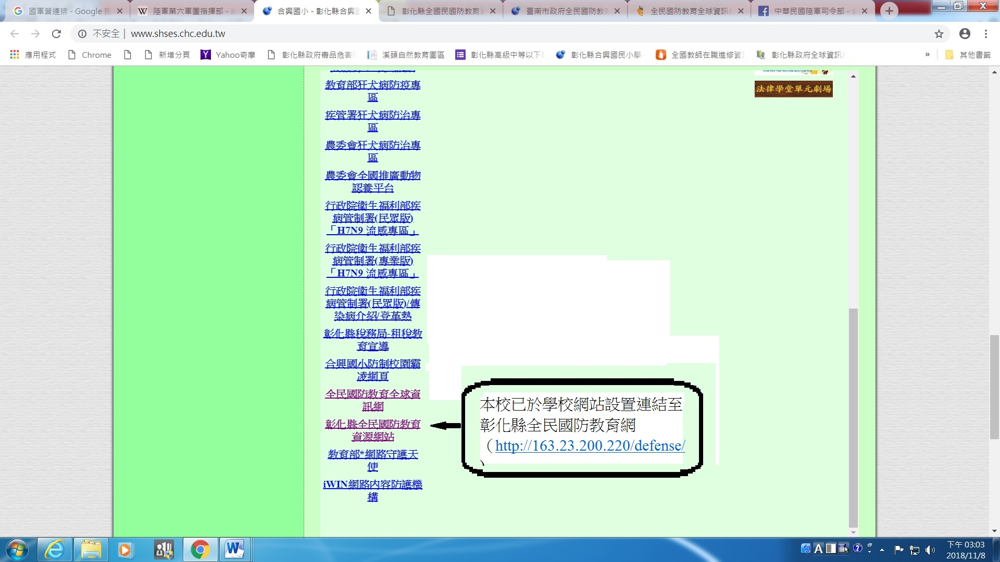 國軍營連排 - Google 搜
陸軍第六軍團指揮部 - 
合興國小 - 彰化縣合興國
彰化縣全國民國防教育資
臺南市政府全民國防教育
全民國防教育全球資訊網
中華民國陸軍司令部 - 
不安全
www.shses.chc.edu.tw
應用程式
Chrome
新增分頁
Yahoo奇摩
彰化縣政府毒品危害
溪頭自然教育園區
彰化縣高級中等以下
彰化縣合興國民小學
全國教師在職進修資
彰化縣政府全球資訊
»
其他書籤
教育部狂犬病防疫專
區
疾管署狂犬病防治專
區
農委會狂犬病防治專
區
農委會全國推廣動物
認養平台
行政院衛生福利部疾
病管制署(民眾版)
「H7N9 流感專區」
行政院衛生福利部疾
病管制署(專業版)
「H7N9 流感專區」
行政院衛生福利部疾
病管制署(民眾版)/傳
染病介紹/登革熱
彰化縣稅務局-租稅教
育宣導
合興國小防制校園霸
凌網頁
全民國防教育全球資
訊網
彰化縣全民國防教育
資源網站
教育部*網路守護天
使
iWIN網路內容防護機
構
法律學堂單元劇場
本校已於學校網站設置連結至
彰化縣全民國防教育網
（http://163.23.200.220/defense/
）
下午 03:03
2018/11/8